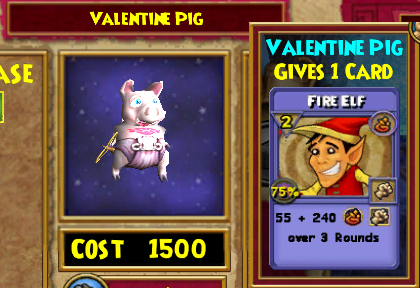 VALENTINE PIG
VALENTINE PIG
GIVES 1 CARD
ASE
FIRE ELF
2
75%
55 + 240
over 3 Rounds
COST 1500